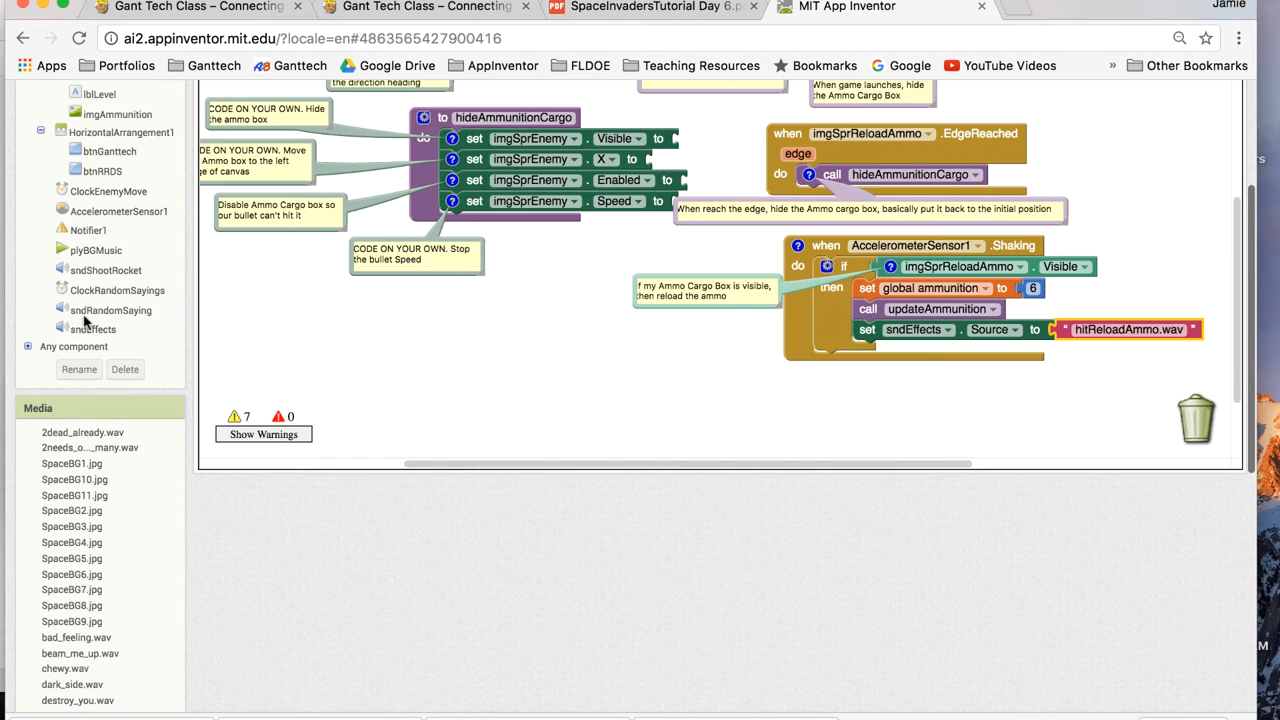 Gant Tech Class – Connecting × Gant Tech Class – Connecting × SpaceInvadersTutorial Day 6.p × MIT App Inventor × Jamie
ai2.appinventor.mit.edu/?locale=en#4863565427900416
Apps Portfolios Ganttech Ganttech Google Drive AppInventor FLDOE Teaching Resources Bookmarks Google YouTube Videos » Other Bookmarks
lblLevel
imgAmmunition
HorizontalArrangement1
btnGanttech
btnRRDS
ClockEnemyMove
AccelerometerSensor1
Notifier1
plyBGMusic
sndShootRocket
ClockRandomSayings
sndRandomSaying
sndEffects
Any component
Rename Delete
Media
2dead_already.wav
2needs_o..._many.wav
SpaceBG1.jpg
SpaceBG10.jpg
SpaceBG11.jpg
SpaceBG2.jpg
SpaceBG3.jpg
SpaceBG4.jpg
SpaceBG5.jpg
SpaceBG6.jpg
SpaceBG7.jpg
SpaceBG8.jpg
SpaceBG9.jpg
bad_feeling.wav
beam_me_up.wav
chewy.wav
dark_side.wav
destroy_you.wav
the direction heading
CODE ON YOUR OWN. Hide
the ammo box
DE ON YOUR OWN. Move
Ammo box to the left
ge of canvas
Disable Ammo Cargo box so
our bullet can't hit it
CODE ON YOUR OWN. Stop
the bullet Speed
to hideAmmunitionCargo
do set imgSprEnemy . Visible to
set imgSprEnemy . X to
set imgSprEnemy . Enabled to
set imgSprEnemy . Speed to
When game launches, hide
the Ammo Cargo Box
when imgSprReloadAmmo .EdgeReached
edge
do call hideAmmunitionCargo
When reach the edge, hide the Ammo cargo box, basically put it back to the initial position
when AccelerometerSensor1 .Shaking
do if imgSprReloadAmmo . Visible
then set global ammunition to 6
call updateAmmunition
set sndEffects . Source to " hitReloadAmmo.wav "
f my Ammo Cargo Box is visible,
then reload the ammo
7 0
Show Warnings
M